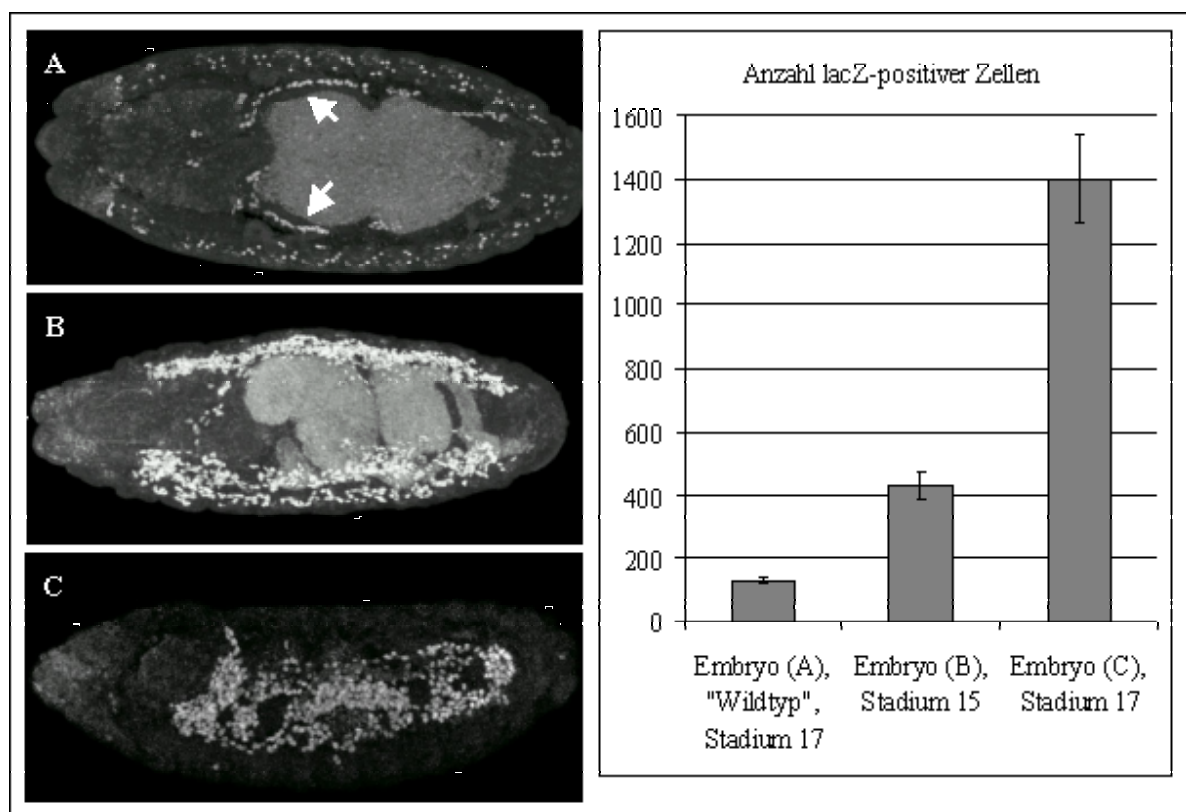 A
B
C
Anzahl lacZ-positiver Zellen
1600
1400
1200
1000
800
600
400
200
0
Embryo (A),
"Wildtyp",
Stadium 17
Embryo (B),
Stadium 15
Embryo (C),
Stadium 17